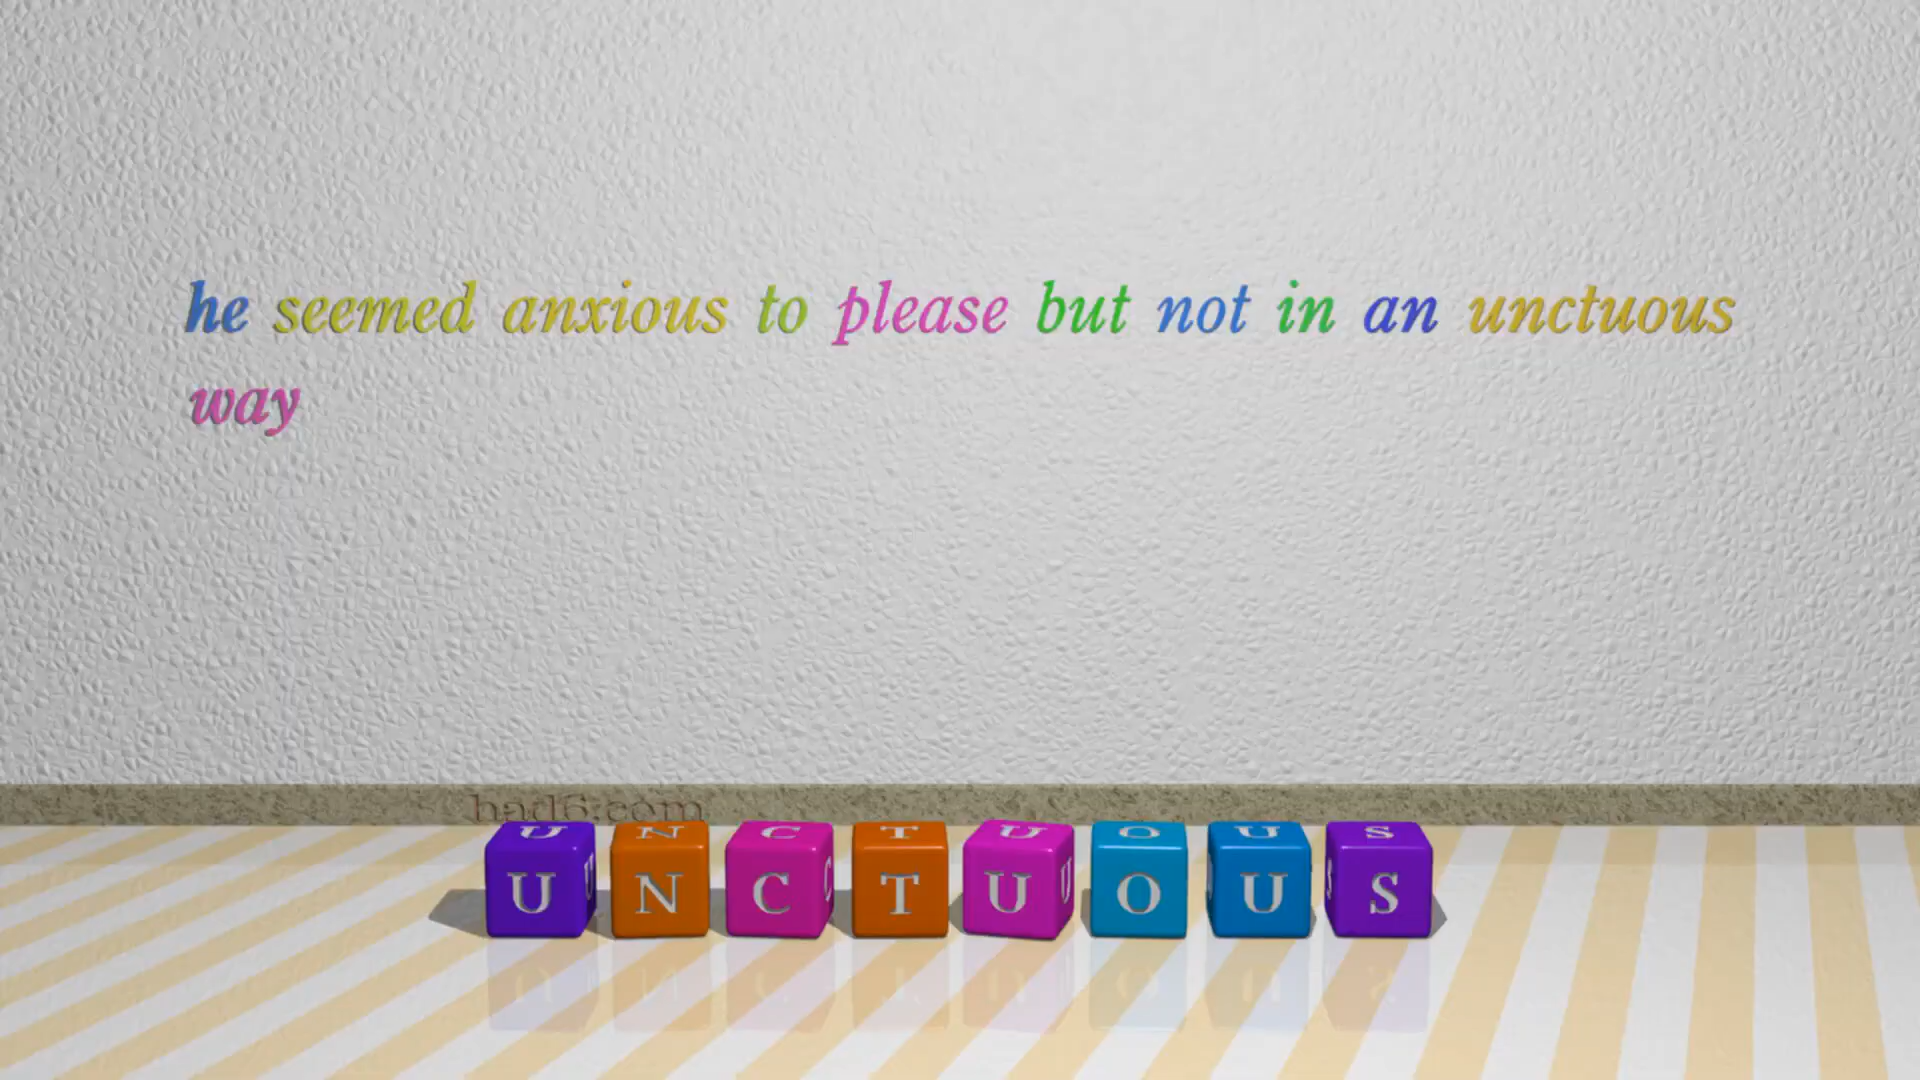 he seemed anxious to please but not in an unctuous
way
had6.com
U N C T U O U S
U N C T U O U S